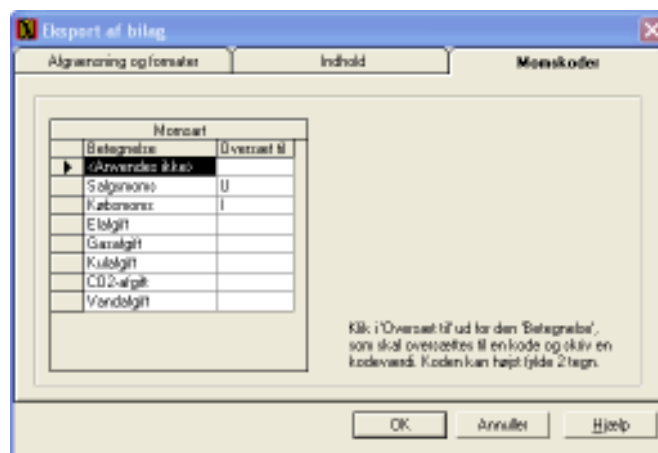 Eksport af bilag
Afgrænsning og formater
Indhold
Momskoder
Momsart
Betegnelse Oversæt til
<Anvendes ikke>
Salgsmoms U
Købsmoms I
Elafgift
Gasafgift
Kulafgift
CO2-afgift
Vandafgift
Klik i 'Oversæt til' ud for den 'Betegnelse',
som skal oversættes til en kode og skriv en
kodeværdi. Koden kan højst fylde 2 tegn.
OK Annuller Hjælp